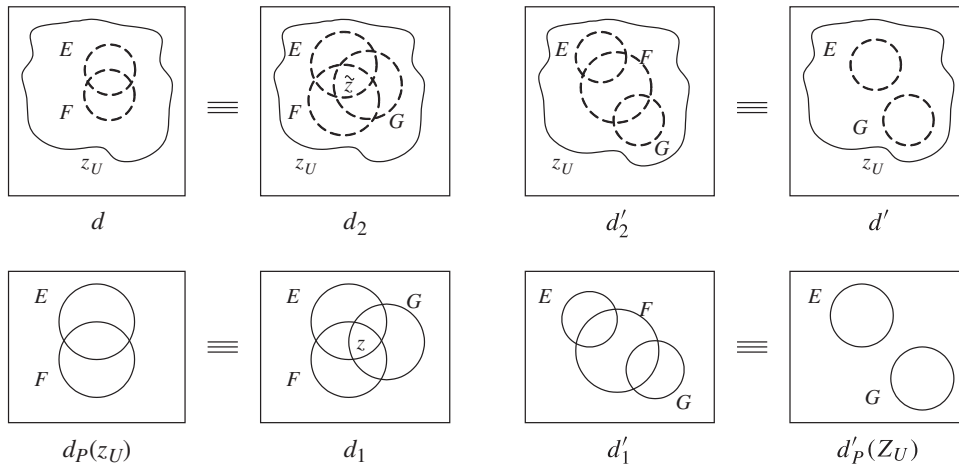 E
F
z_U
d
≡
E
F
z̃
G
z_U
d_2
E
F
G
z_U
d'_2
≡
E
G
z_U
d'
E
F
d_P(z_U)
≡
E
F
z
G
d_1
E
F
G
d'_1
≡
E
G
d'_P(Z_U)